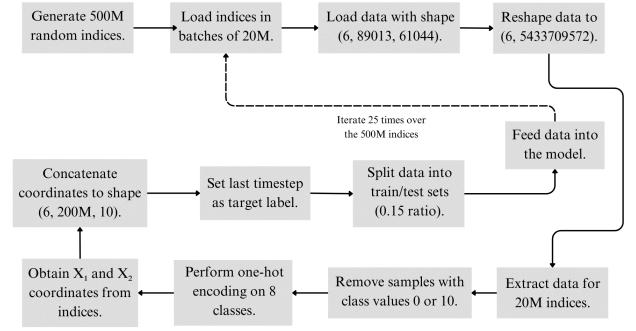 Generate 500M
random indices.
Load indices in
batches of 20M.
Load data with shape
(6, 89013, 61044).
Reshape data to
(6, 5433709572).
Iterate 25 times over
the 500M indices
Feed data into
the model.
Concatenate
coordinates to shape
(6, 200M, 10).
Set last timestep
as target label.
Split data into
train/test sets
(0.15 ratio).
Obtain X₁ and X₂
coordinates from
indices.
Perform one-hot
encoding on 8
classes.
Remove samples with
class values 0 or 10.
Extract data for
20M indices.